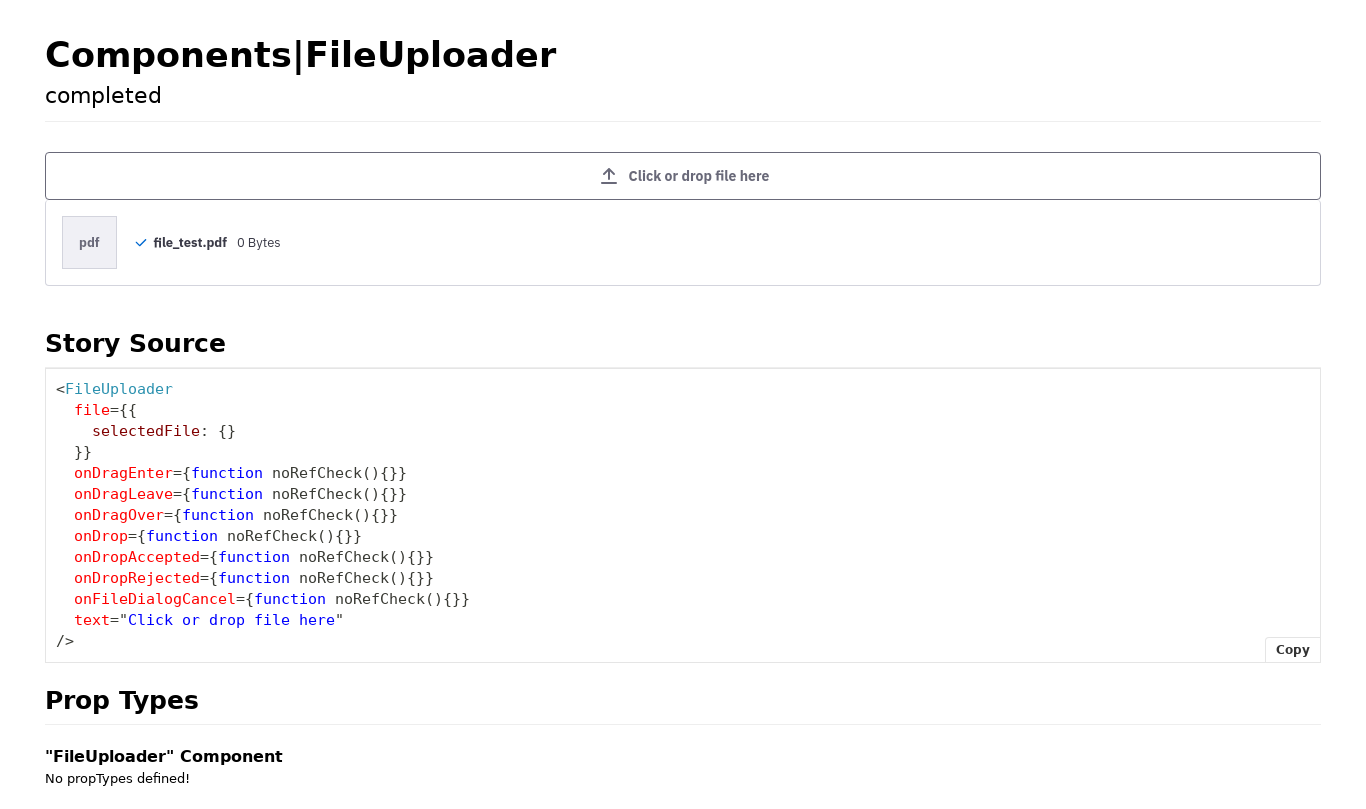 Components|FileUploader
completed
Click or drop file here
pdf file_test.pdf 0 Bytes
Story Source
<FileUploader
  file={{
    selectedFile: {}
  }}
  onDragEnter={function noRefCheck(){}}
  onDragLeave={function noRefCheck(){}}
  onDragOver={function noRefCheck(){}}
  onDrop={function noRefCheck(){}}
  onDropAccepted={function noRefCheck(){}}
  onDropRejected={function noRefCheck(){}}
  onFileDialogCancel={function noRefCheck(){}}
  text="Click or drop file here"
/>
Copy
Prop Types
"FileUploader" Component
No propTypes defined!